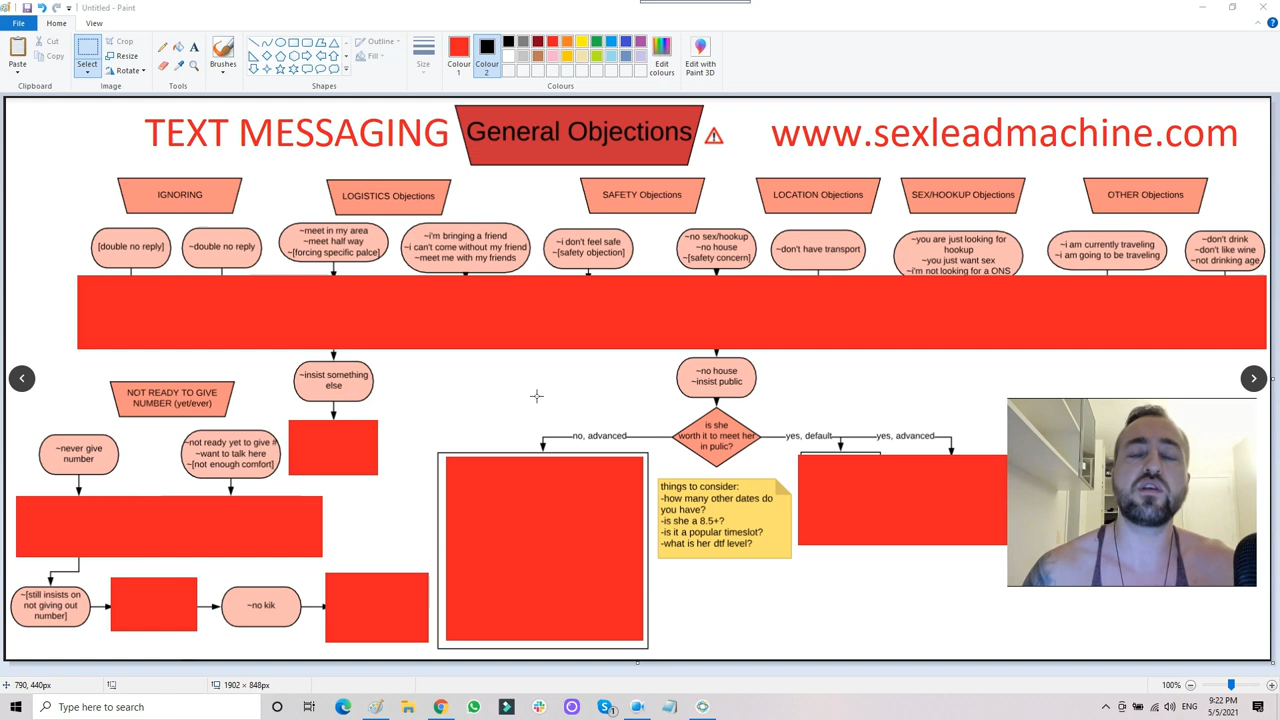 Untitled - Paint
File
Home
View
Paste
Cut
Copy
Clipboard
Select
Crop
Resize
Rotate
Image
A
Tools
Brushes
Outline
Fill
Shapes
Size
Colour 1
Colour 2
Edit colours
Edit with Paint 3D
Colours
TEXT MESSAGING
General Objections
www.sexleadmachine.com
IGNORING
LOGISTICS Objections
SAFETY Objections
LOCATION Objections
SEX/HOOKUP Objections
OTHER Objections
[double no reply]
~double no reply
~meet in my area
~meet half way
~[forcing specific palce]
~i'm bringing a friend
~i can't come without my friend
~meet me with my friends
~i don't feel safe
~[safety objection]
~no sex/hookup
~no house
~[safety concern]
~don't have transport
~you are just looking for
hookup
~you just want sex
~i'm not looking for a ONS
~i am currently traveling
~i am going to be traveling
~don't drink
~don't like wine
~not drinking age
~insist something
else
~no house
~insist public
NOT READY TO GIVE
NUMBER (yet/ever)
is she
worth it to meet her
in pulic?
no, advanced
yes, default
yes, advanced
~never give
number
~not ready yet to give #
~want to talk here
~[not enough comfort]
things to consider:
-how many other dates do
you have?
-is she a 8.5+?
-is it a popular timeslot?
-what is her dtf level?
~[still insists on
not giving out
number]
~no kik
790, 440px
1902 × 848px
100%
Type here to search
ENG
9:22 PM
5/5/2021